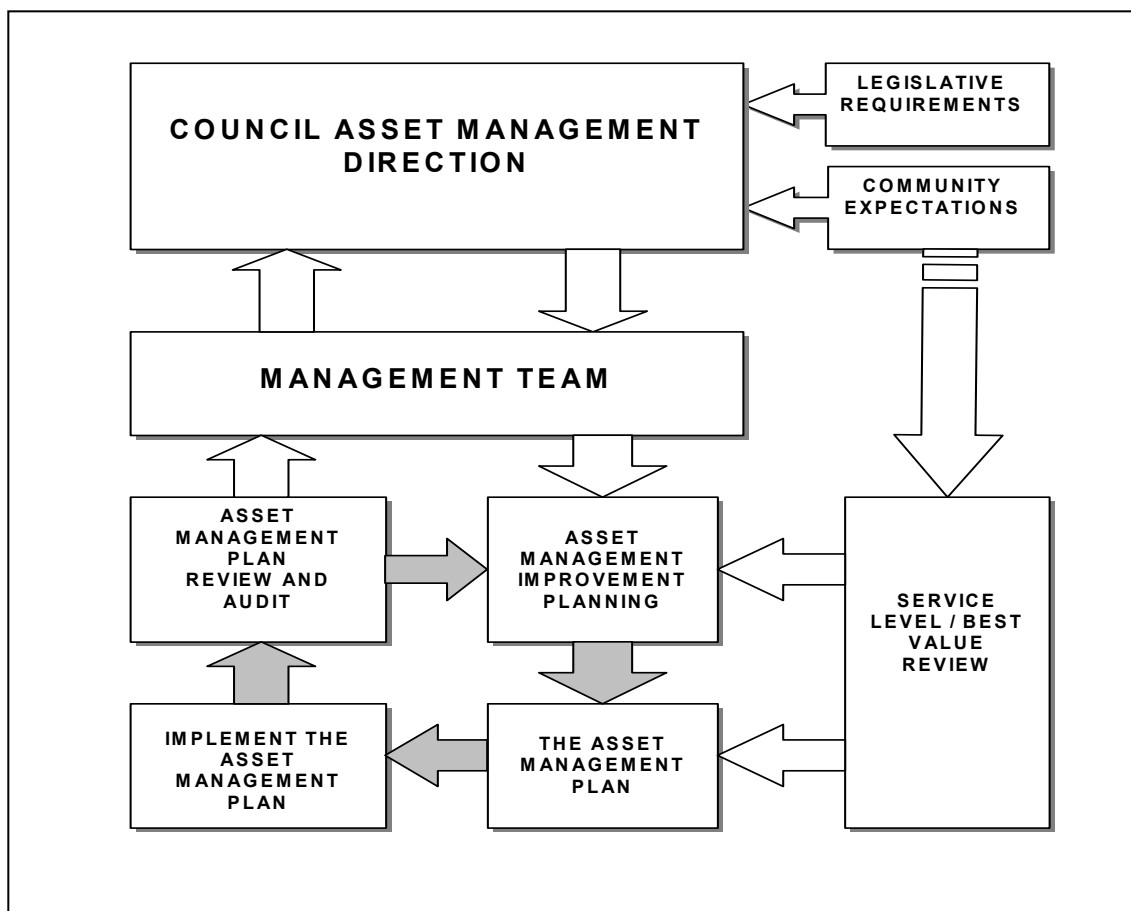 COUNCIL ASSET MANAGEMENT
DIRECTION
LEGISLATIVE
REQUIREMENTS
COMMUNITY
EXPECTATIONS
MANAGEMENT TEAM
ASSET
MANAGEMENT
PLAN
REVIEW AND
AUDIT
ASSET
MANAGEMENT
IMPROVEMENT
PLANNING
SERVICE
LEVEL / BEST
VALUE
REVIEW
IMPLEMENT THE
ASSET
MANAGEMENT
PLAN
THE ASSET
MANAGEMENT
PLAN